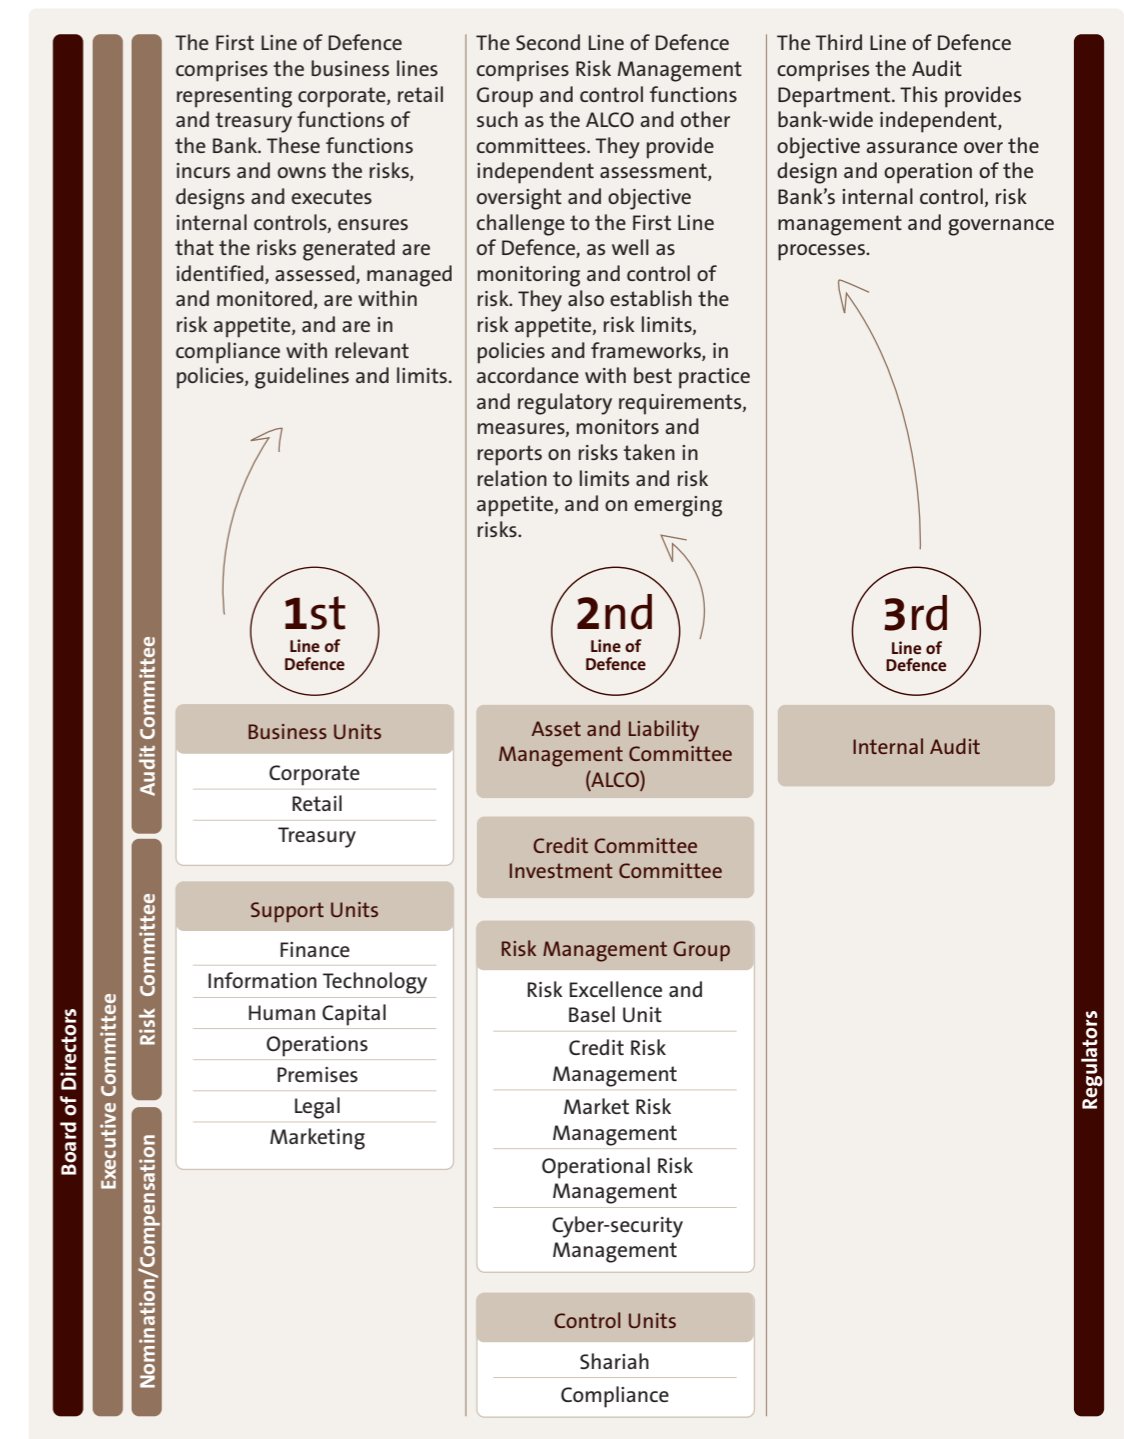 Board of Directors
Executive Committee
Audit Committee
Risk Committee
Nomination/Compensation
The First Line of Defence
comprises the business lines
representing corporate, retail
and treasury functions of
the Bank. These functions
incurs and owns the risks,
designs and executes
internal controls, ensures
that the risks generated are
identified, assessed, managed
and monitored, are within
risk appetite, and are in
compliance with relevant
policies, guidelines and limits.
1st
Line of
Defence
Business Units
Corporate
Retail
Treasury
Support Units
Finance
Information Technology
Human Capital
Operations
Premises
Legal
Marketing
The Second Line of Defence
comprises Risk Management
Group and control functions
such as the ALCO and other
committees. They provide
independent assessment,
oversight and objective
challenge to the First Line
of Defence, as well as
monitoring and control of
risk. They also establish the
risk appetite, risk limits,
policies and frameworks, in
accordance with best practice
and regulatory requirements,
measures, monitors and
reports on risks taken in
relation to limits and risk
appetite, and on emerging
risks.
2nd
Line of
Defence
Asset and Liability
Management Committee
(ALCO)
Credit Committee
Investment Committee
Risk Management Group
Risk Excellence and
Basel Unit
Credit Risk
Management
Market Risk
Management
Operational Risk
Management
Cyber-security
Management
Control Units
Shariah
Compliance
The Third Line of Defence
comprises the Audit
Department. This provides
bank-wide independent,
objective assurance over the
design and operation of the
Bank’s internal control, risk
management and governance
processes.
3rd
Line of
Defence
Internal Audit
Regulators